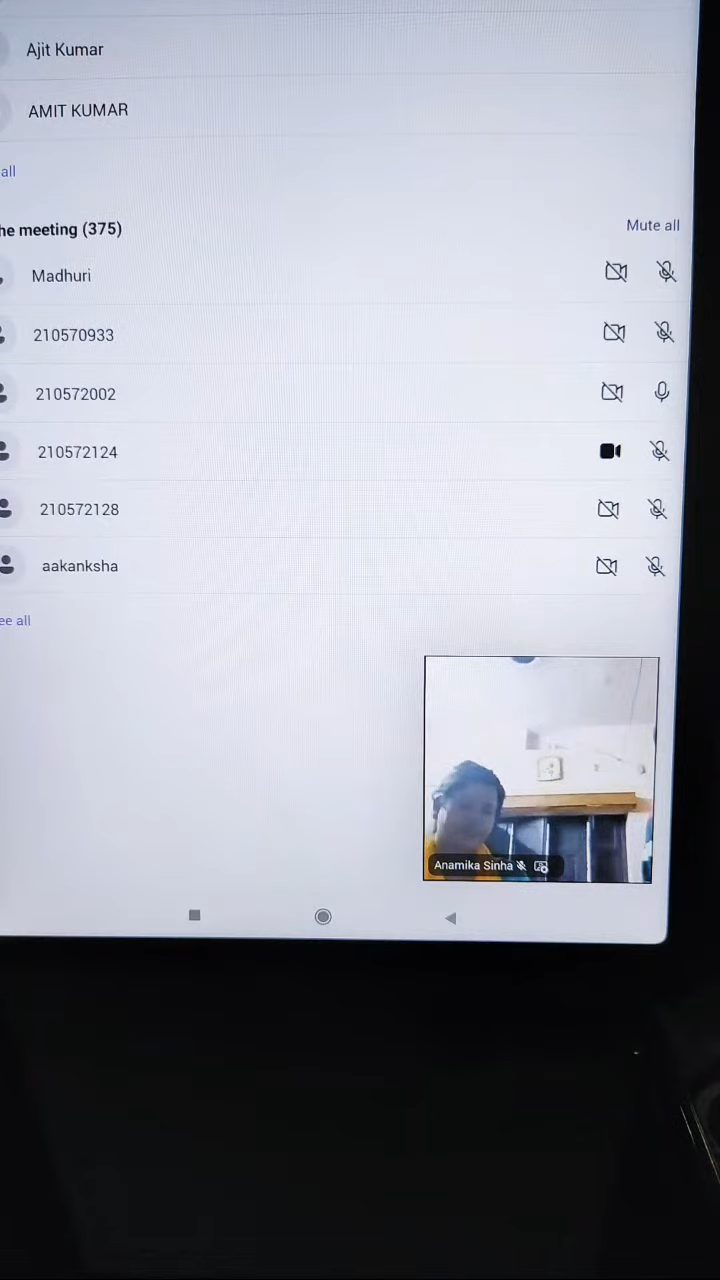 Ajit Kumar
AMIT KUMAR
all
he meeting (375)
Mute all
Madhuri
210570933
210572002
210572124
210572128
aakanksha
ee all
Anamika Sinha